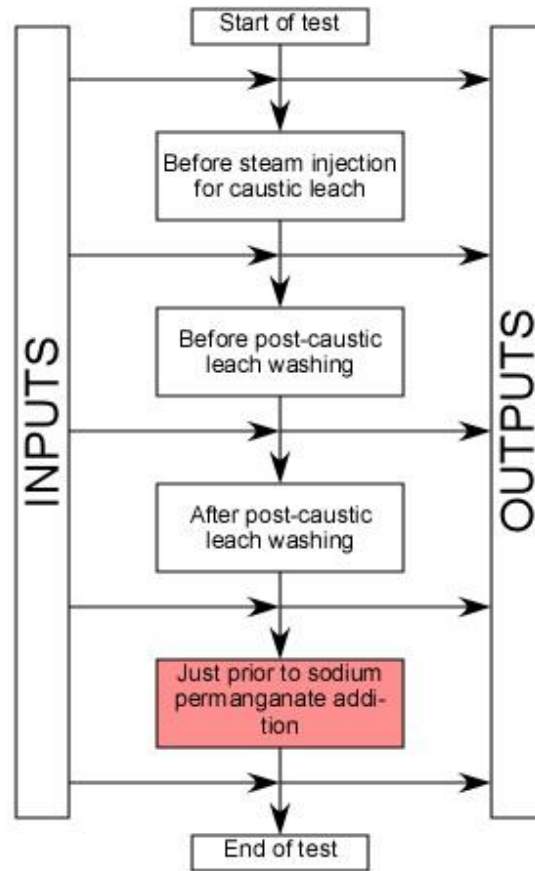 Start of test
Before steam injection
for caustic leach
INPUTS
Before post-caustic
leach washing
OUTPUTS
After post-caustic
leach washing
Just prior to sodium
permanganate addi-
tion
End of test